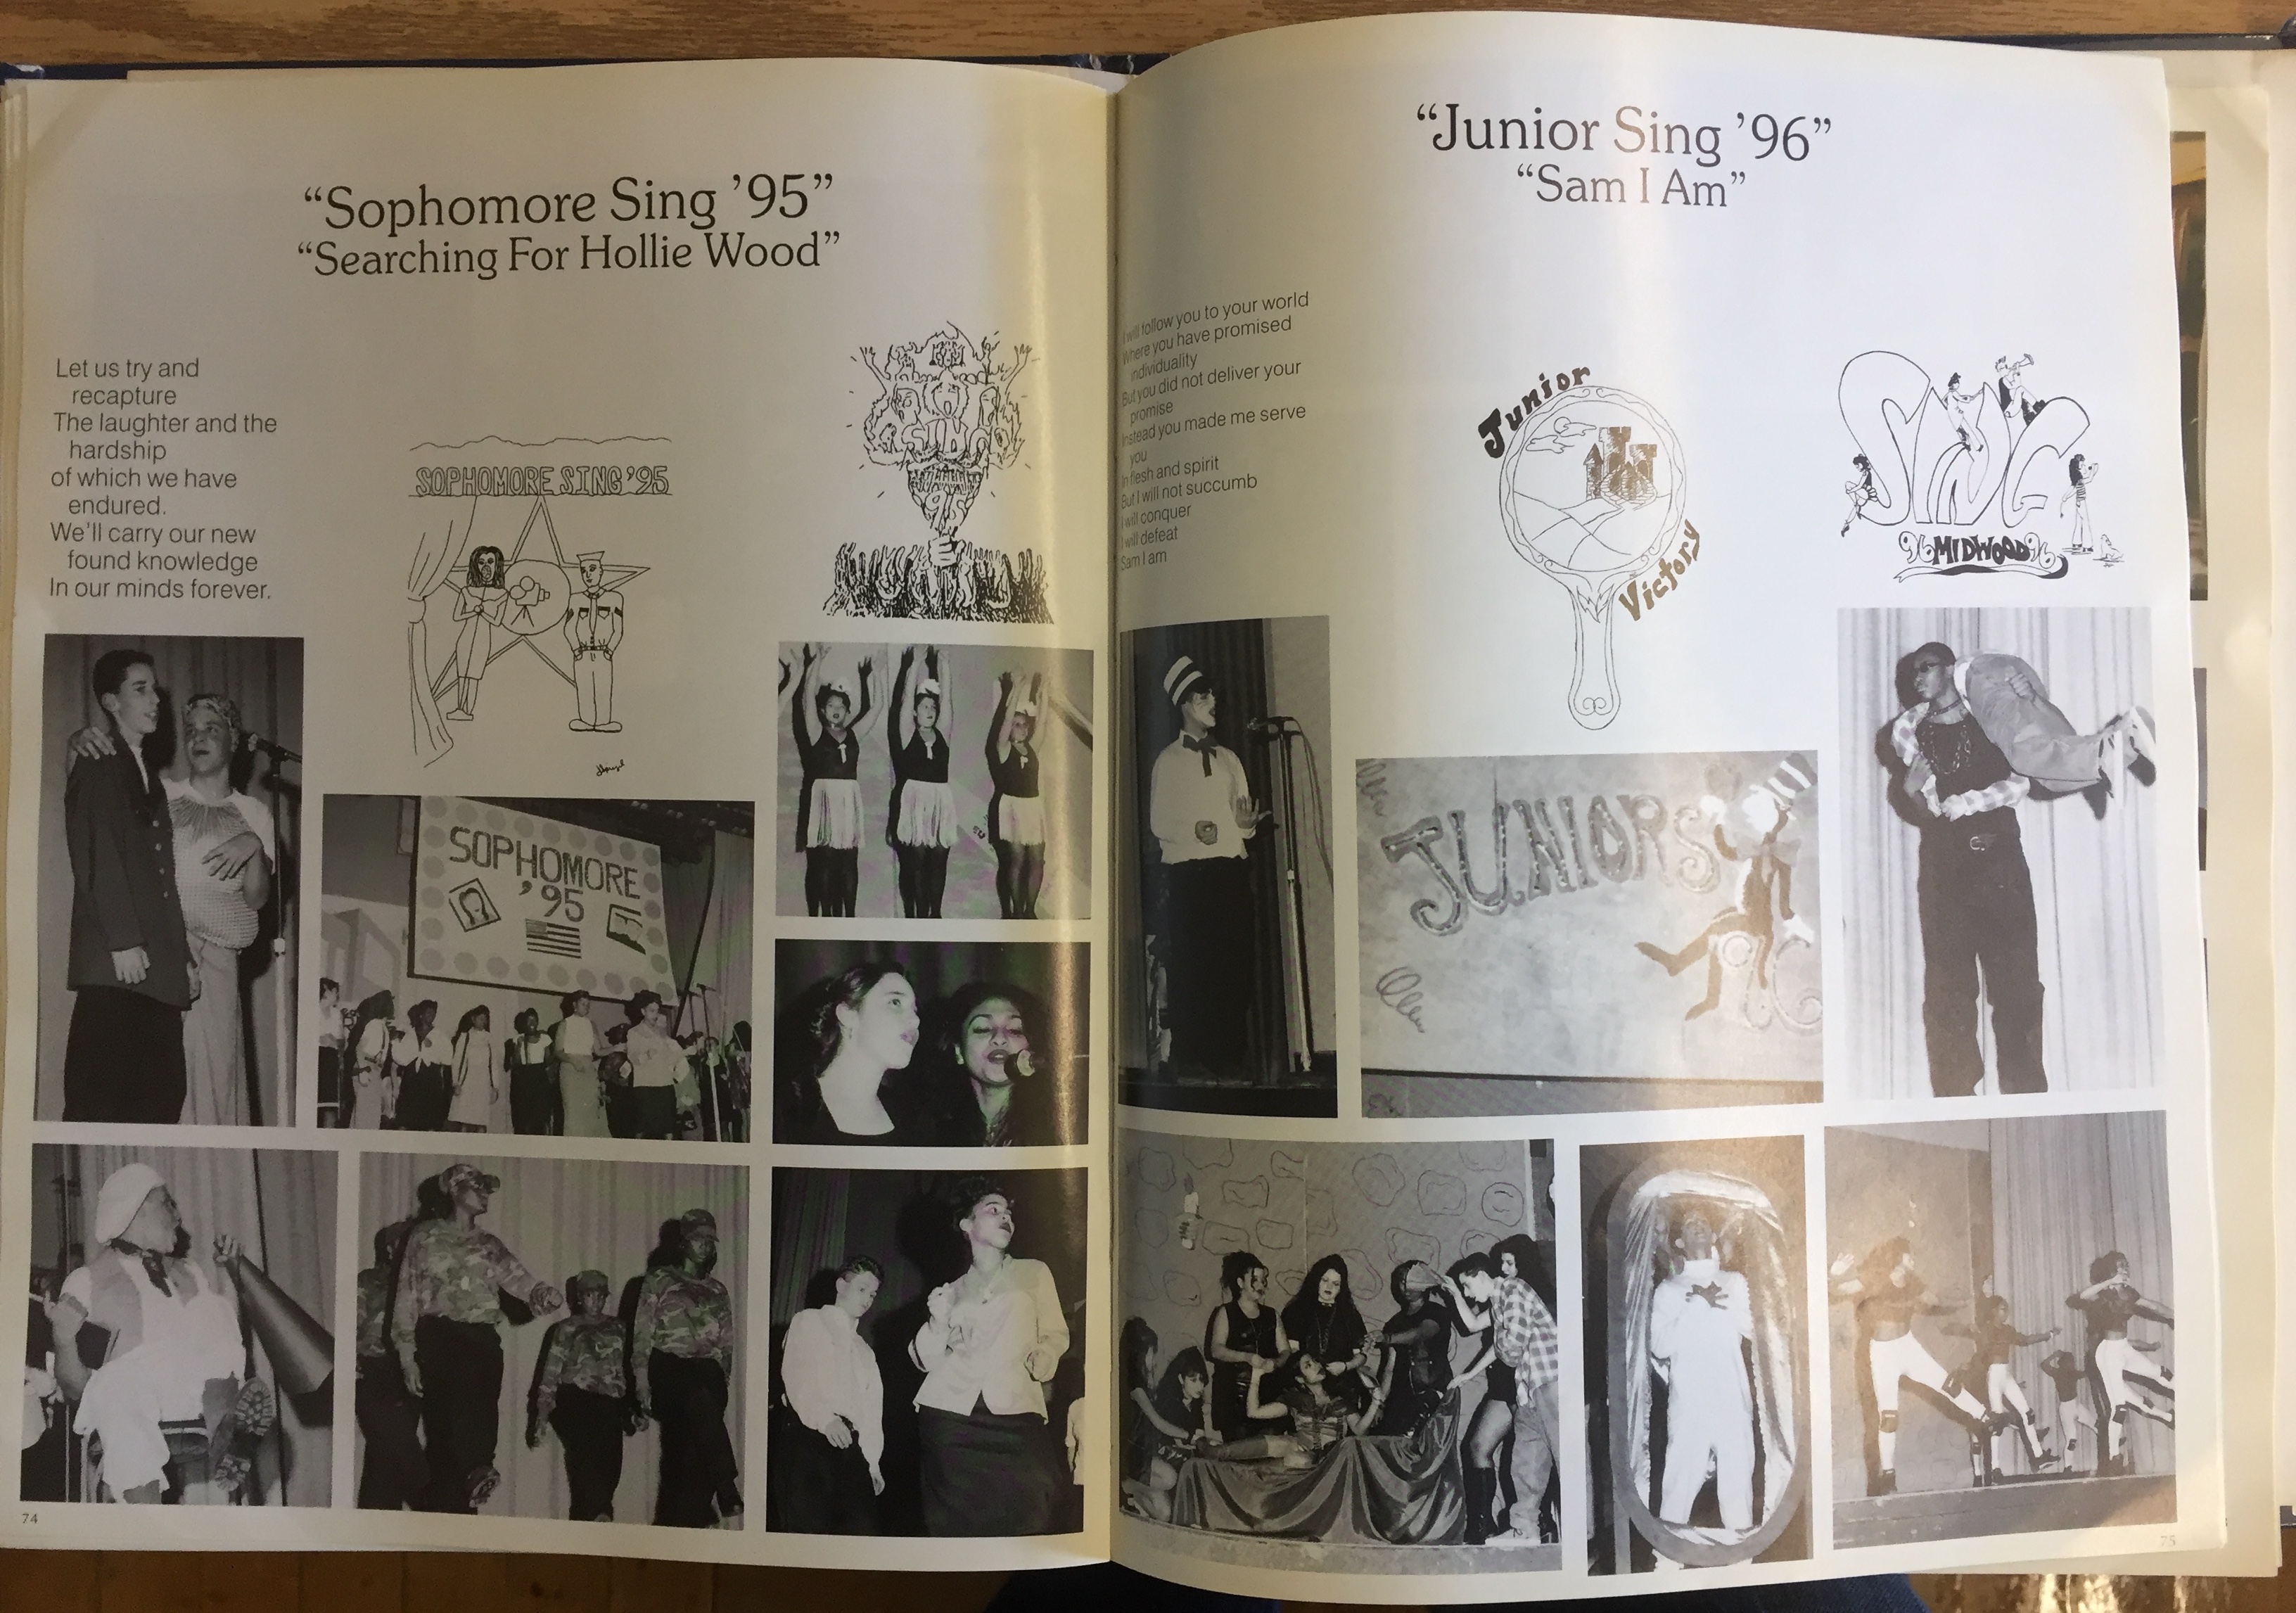 “Sophomore Sing ’95”
“Searching For Hollie Wood”
Let us try and
recapture
The laughter and the
hardship
of which we have
endured.
We’ll carry our new
found knowledge
In our minds forever.
SOPHOMORE SING ’95
SING
SOPHOMORE
’95
74
“Junior Sing ’96”
“Sam I Am”
I will follow you to your world
Where you have promised
individuality
But you did not deliver your
promise
Instead you made me serve
you
In flesh and spirit
But I will not succumb
I will conquer
I will defeat
Sam I am
Junior
Victory
SING
96 MIDWOOD 96
JUNIORS
96
75